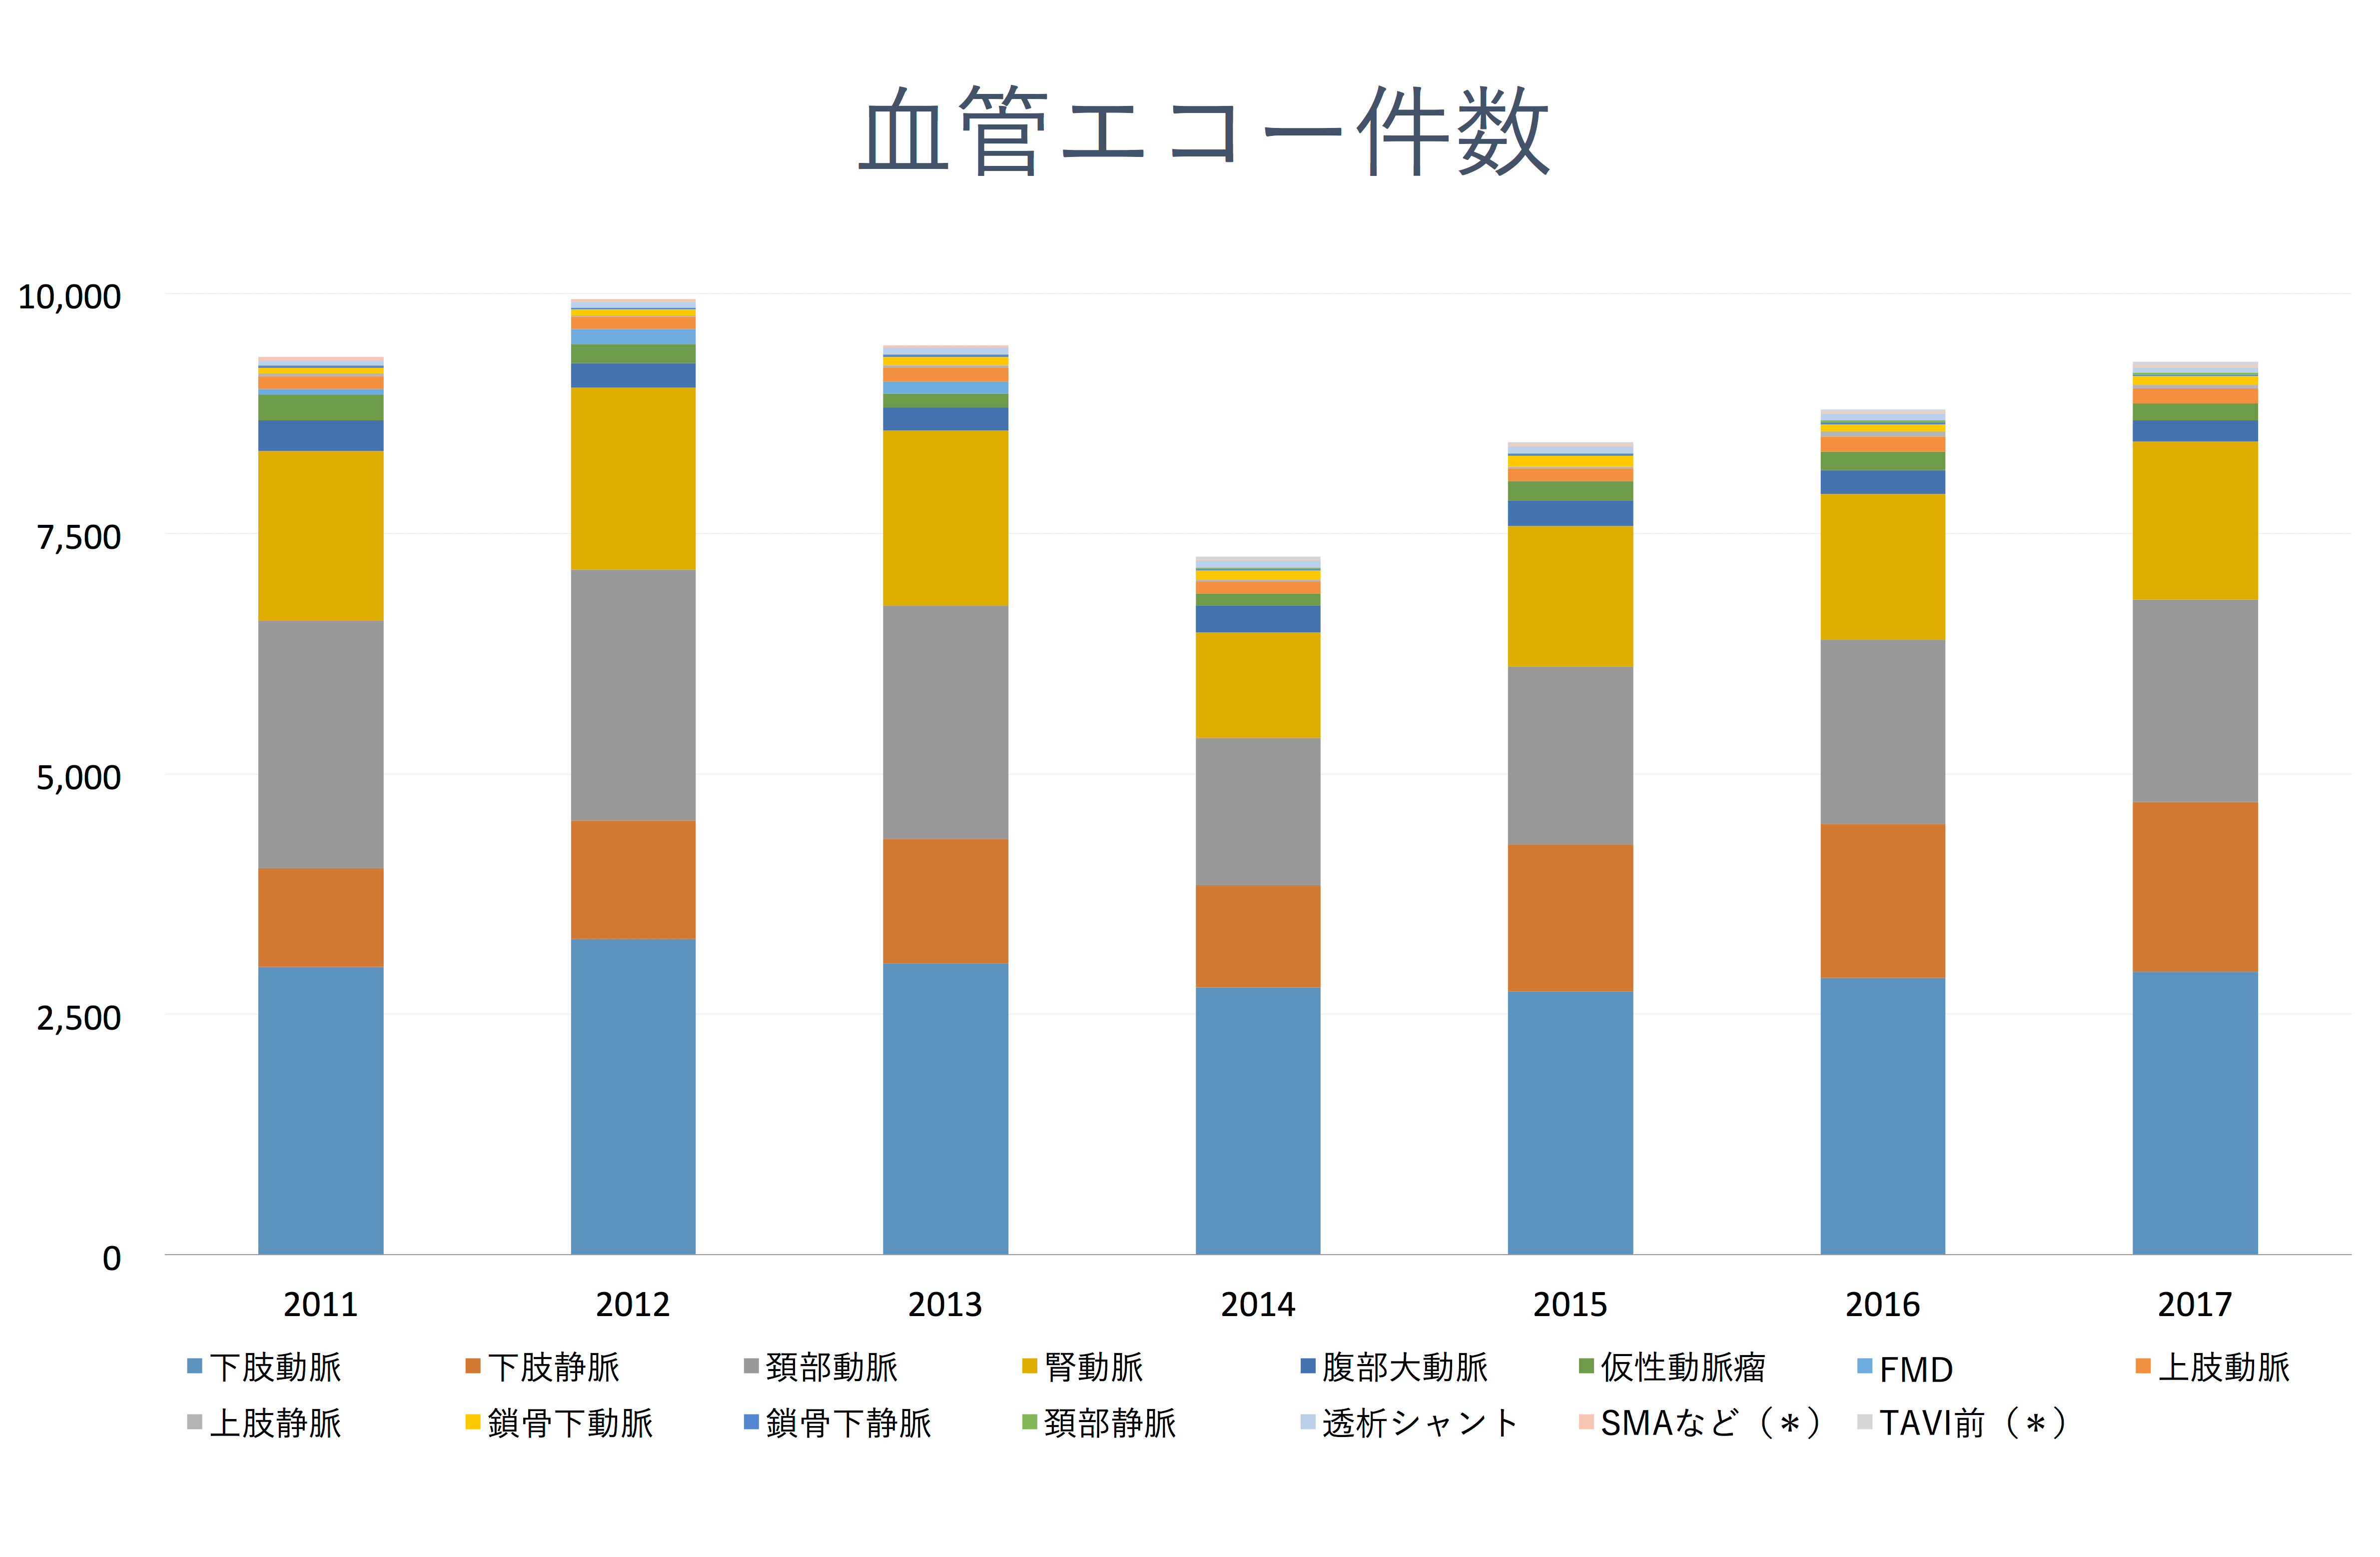 血管エコー件数
10,000
7,500
5,000
2,500
0
2011 2012 2013 2014 2015 2016 2017
下肢動脈 下肢静脈 頚部動脈 腎動脈 腹部大動脈 仮性動脈瘤 FMD 上肢動脈
上肢静脈 鎖骨下動脈 鎖骨下静脈 頚部静脈 透析シャント SMAなど（＊） TAVI前（＊）